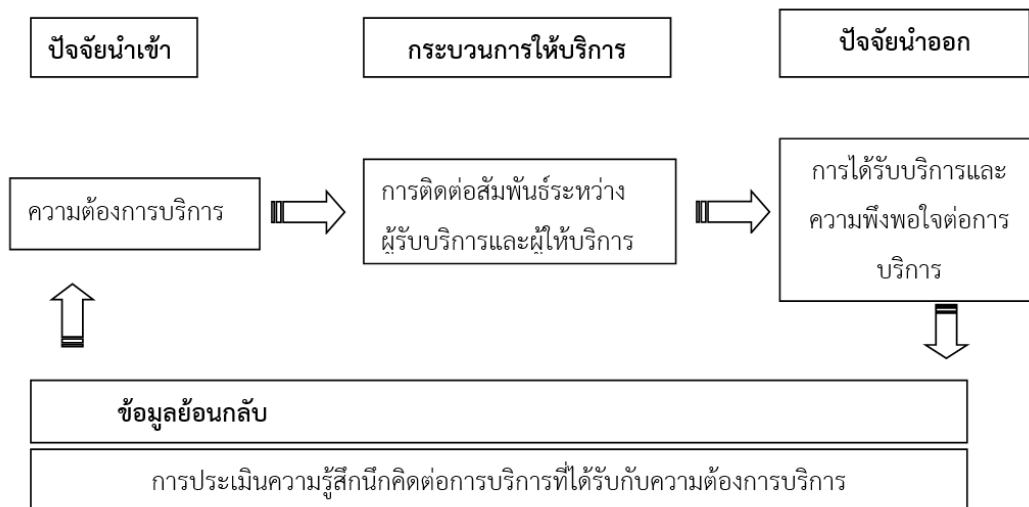 ปัจจัยนำเข้า
กระบวนการให้บริการ
ปัจจัยนำออก
ความต้องการบริการ
การติดต่อสัมพันธ์ระหว่าง
ผู้รับบริการและผู้ให้บริการ
การได้รับบริการและ
ความพึงพอใจต่อการ
บริการ
ข้อมูลย้อนกลับ
การประเมินความรู้สึกนึกคิดต่อการบริการที่ได้รับกับความต้องการบริการ